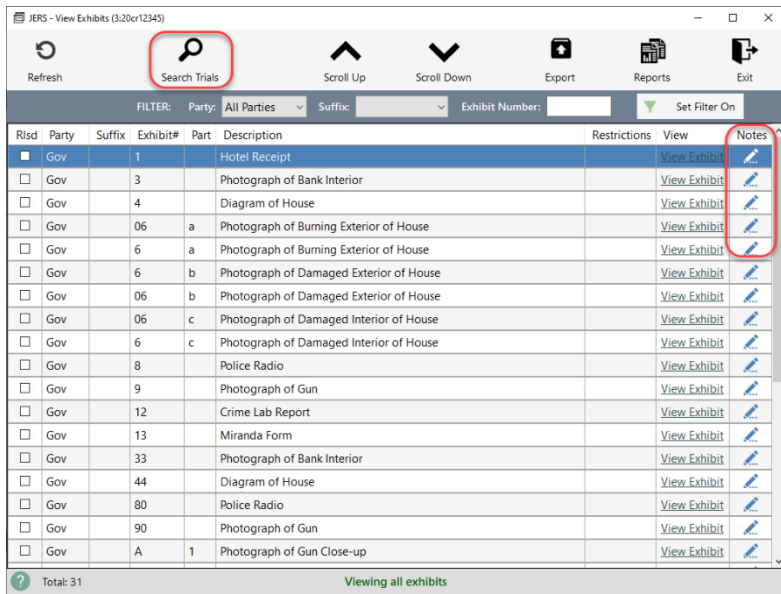 JERS - View Exhibits (3:20cr12345)
Refresh Search Trials Scroll Up Scroll Down Export Reports Exit
FILTER: Party: All Parties Suffix: Exhibit Number: Set Filter On
Rlsd Party Suffix Exhibit# Part Description Restrictions View Notes
Gov 1 Hotel Receipt View Exhibit
Gov 3 Photograph of Bank Interior View Exhibit
Gov 4 Diagram of House View Exhibit
Gov 06 a Photograph of Burning Exterior of House View Exhibit
Gov 6 a Photograph of Burning Exterior of House View Exhibit
Gov 6 b Photograph of Damaged Exterior of House View Exhibit
Gov 06 b Photograph of Damaged Exterior of House View Exhibit
Gov 06 c Photograph of Damaged Interior of House View Exhibit
Gov 6 c Photograph of Damaged Interior of House View Exhibit
Gov 8 Police Radio View Exhibit
Gov 9 Photograph of Gun View Exhibit
Gov 12 Crime Lab Report View Exhibit
Gov 13 Miranda Form View Exhibit
Gov 33 Photograph of Bank Interior View Exhibit
Gov 44 Diagram of House View Exhibit
Gov 80 Police Radio View Exhibit
Gov 90 Photograph of Gun View Exhibit
Gov A 1 Photograph of Gun Close-up View Exhibit
? Total: 31 Viewing all exhibits